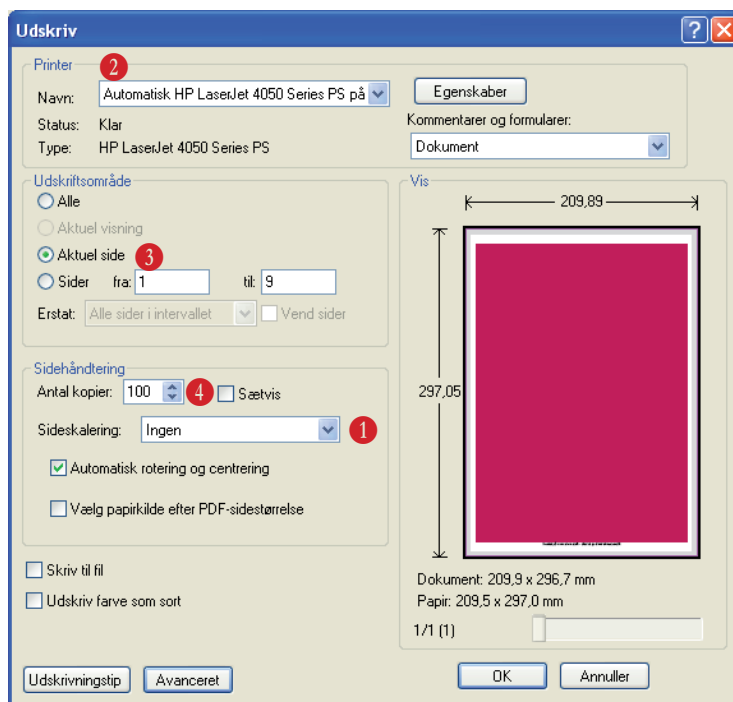 Udskriv
Printer
2
Navn: Automatisk HP LaserJet 4050 Series PS på
Egenskaber
Status: Klar
Kommentarer og formularer:
Type: HP LaserJet 4050 Series PS
Dokument
Udskriftsområde
Alle
Aktuel visning
Aktuel side 3
Sider fra: 1 til: 9
Erstat: Alle sider i intervallet Vend sider
Sidehåndtering
Antal kopier: 100 4 Sætvis
Sideskalering: Ingen 1
Automatisk rotering og centrering
Vælg papirkilde efter PDF-sidestørrelse
Skriv til fil
Udskriv farve som sort
Vis
209,89
297,05
Dokument: 209,9 x 296,7 mm
Papir: 209,5 x 297,0 mm
1/1 (1)
Udskrivningstip Avanceret OK Annuller